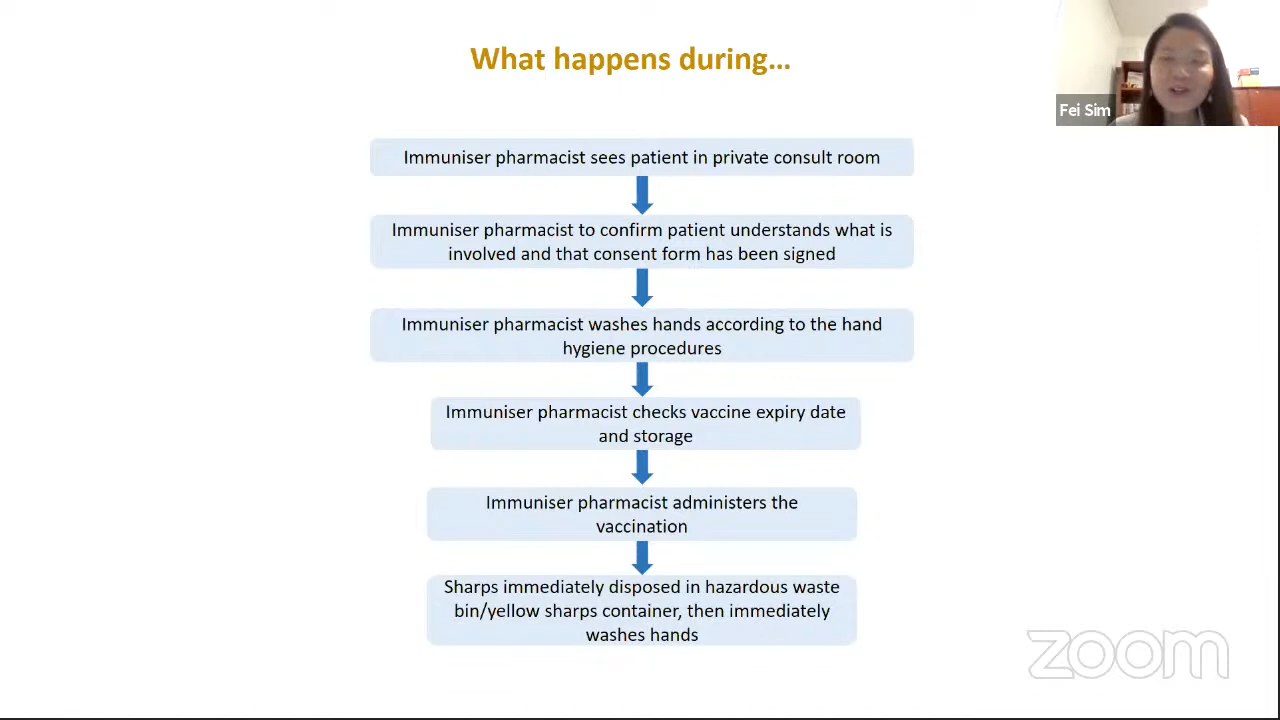 What happens during...
Fei Sim
Immuniser pharmacist sees patient in private consult room
Immuniser pharmacist to confirm patient understands what is
involved and that consent form has been signed
Immuniser pharmacist washes hands according to the hand
hygiene procedures
Immuniser pharmacist checks vaccine expiry date
and storage
Immuniser pharmacist administers the
vaccination
Sharps immediately disposed in hazardous waste
bin/yellow sharps container, then immediately
washes hands
zoom